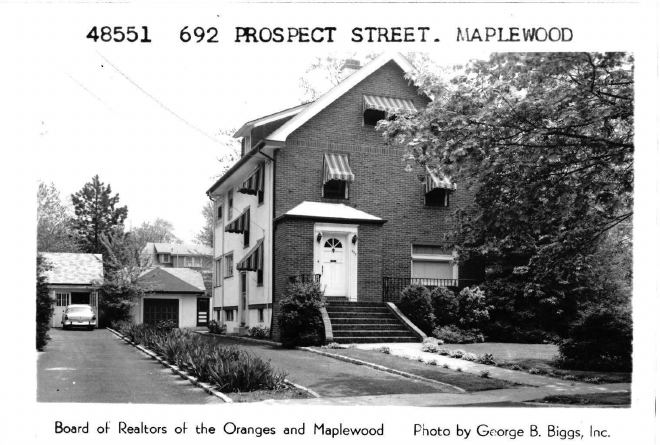 48551 692 PROSPECT STREET. MAPLEWOOD
Board of Realtors of the Oranges and Maplewood Photo by George B. Biggs, Inc.